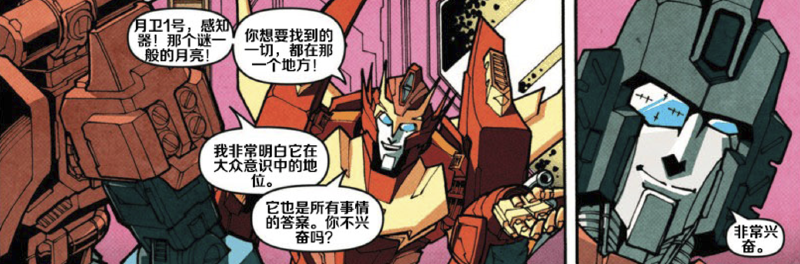 月卫1号，感知
器！那个谜一
般的月亮！
你想要找到的
一切，都在那
一个地方！
我非常明白它在
大众意识中的地
位。
它也是所有事情
的答案。你不兴
奋吗？
非常兴
奋。